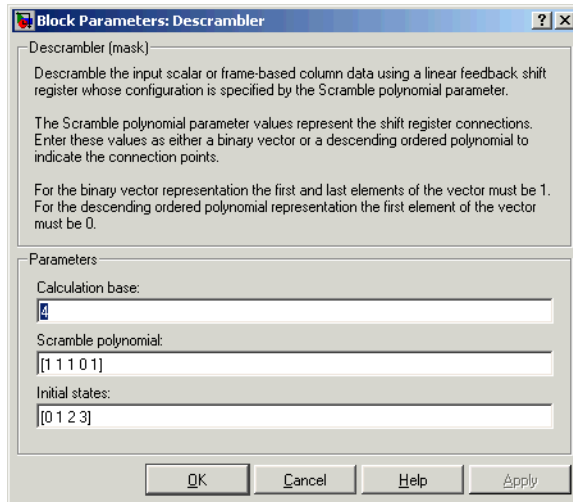 Block Parameters: Descrambler
Descrambler (mask)
Descramble the input scalar or frame-based column data using a linear feedback shift
register whose configuration is specified by the Scramble polynomial parameter.
The Scramble polynomial parameter values represent the shift register connections.
Enter these values as either a binary vector or a descending ordered polynomial to
indicate the connection points.
For the binary vector representation the first and last elements of the vector must be 1.
For the descending ordered polynomial representation the first element of the vector
must be 0.
Parameters
Calculation base:
4
Scramble polynomial:
[1 1 1 0 1]
Initial states:
[0 1 2 3]
OK Cancel Help Apply